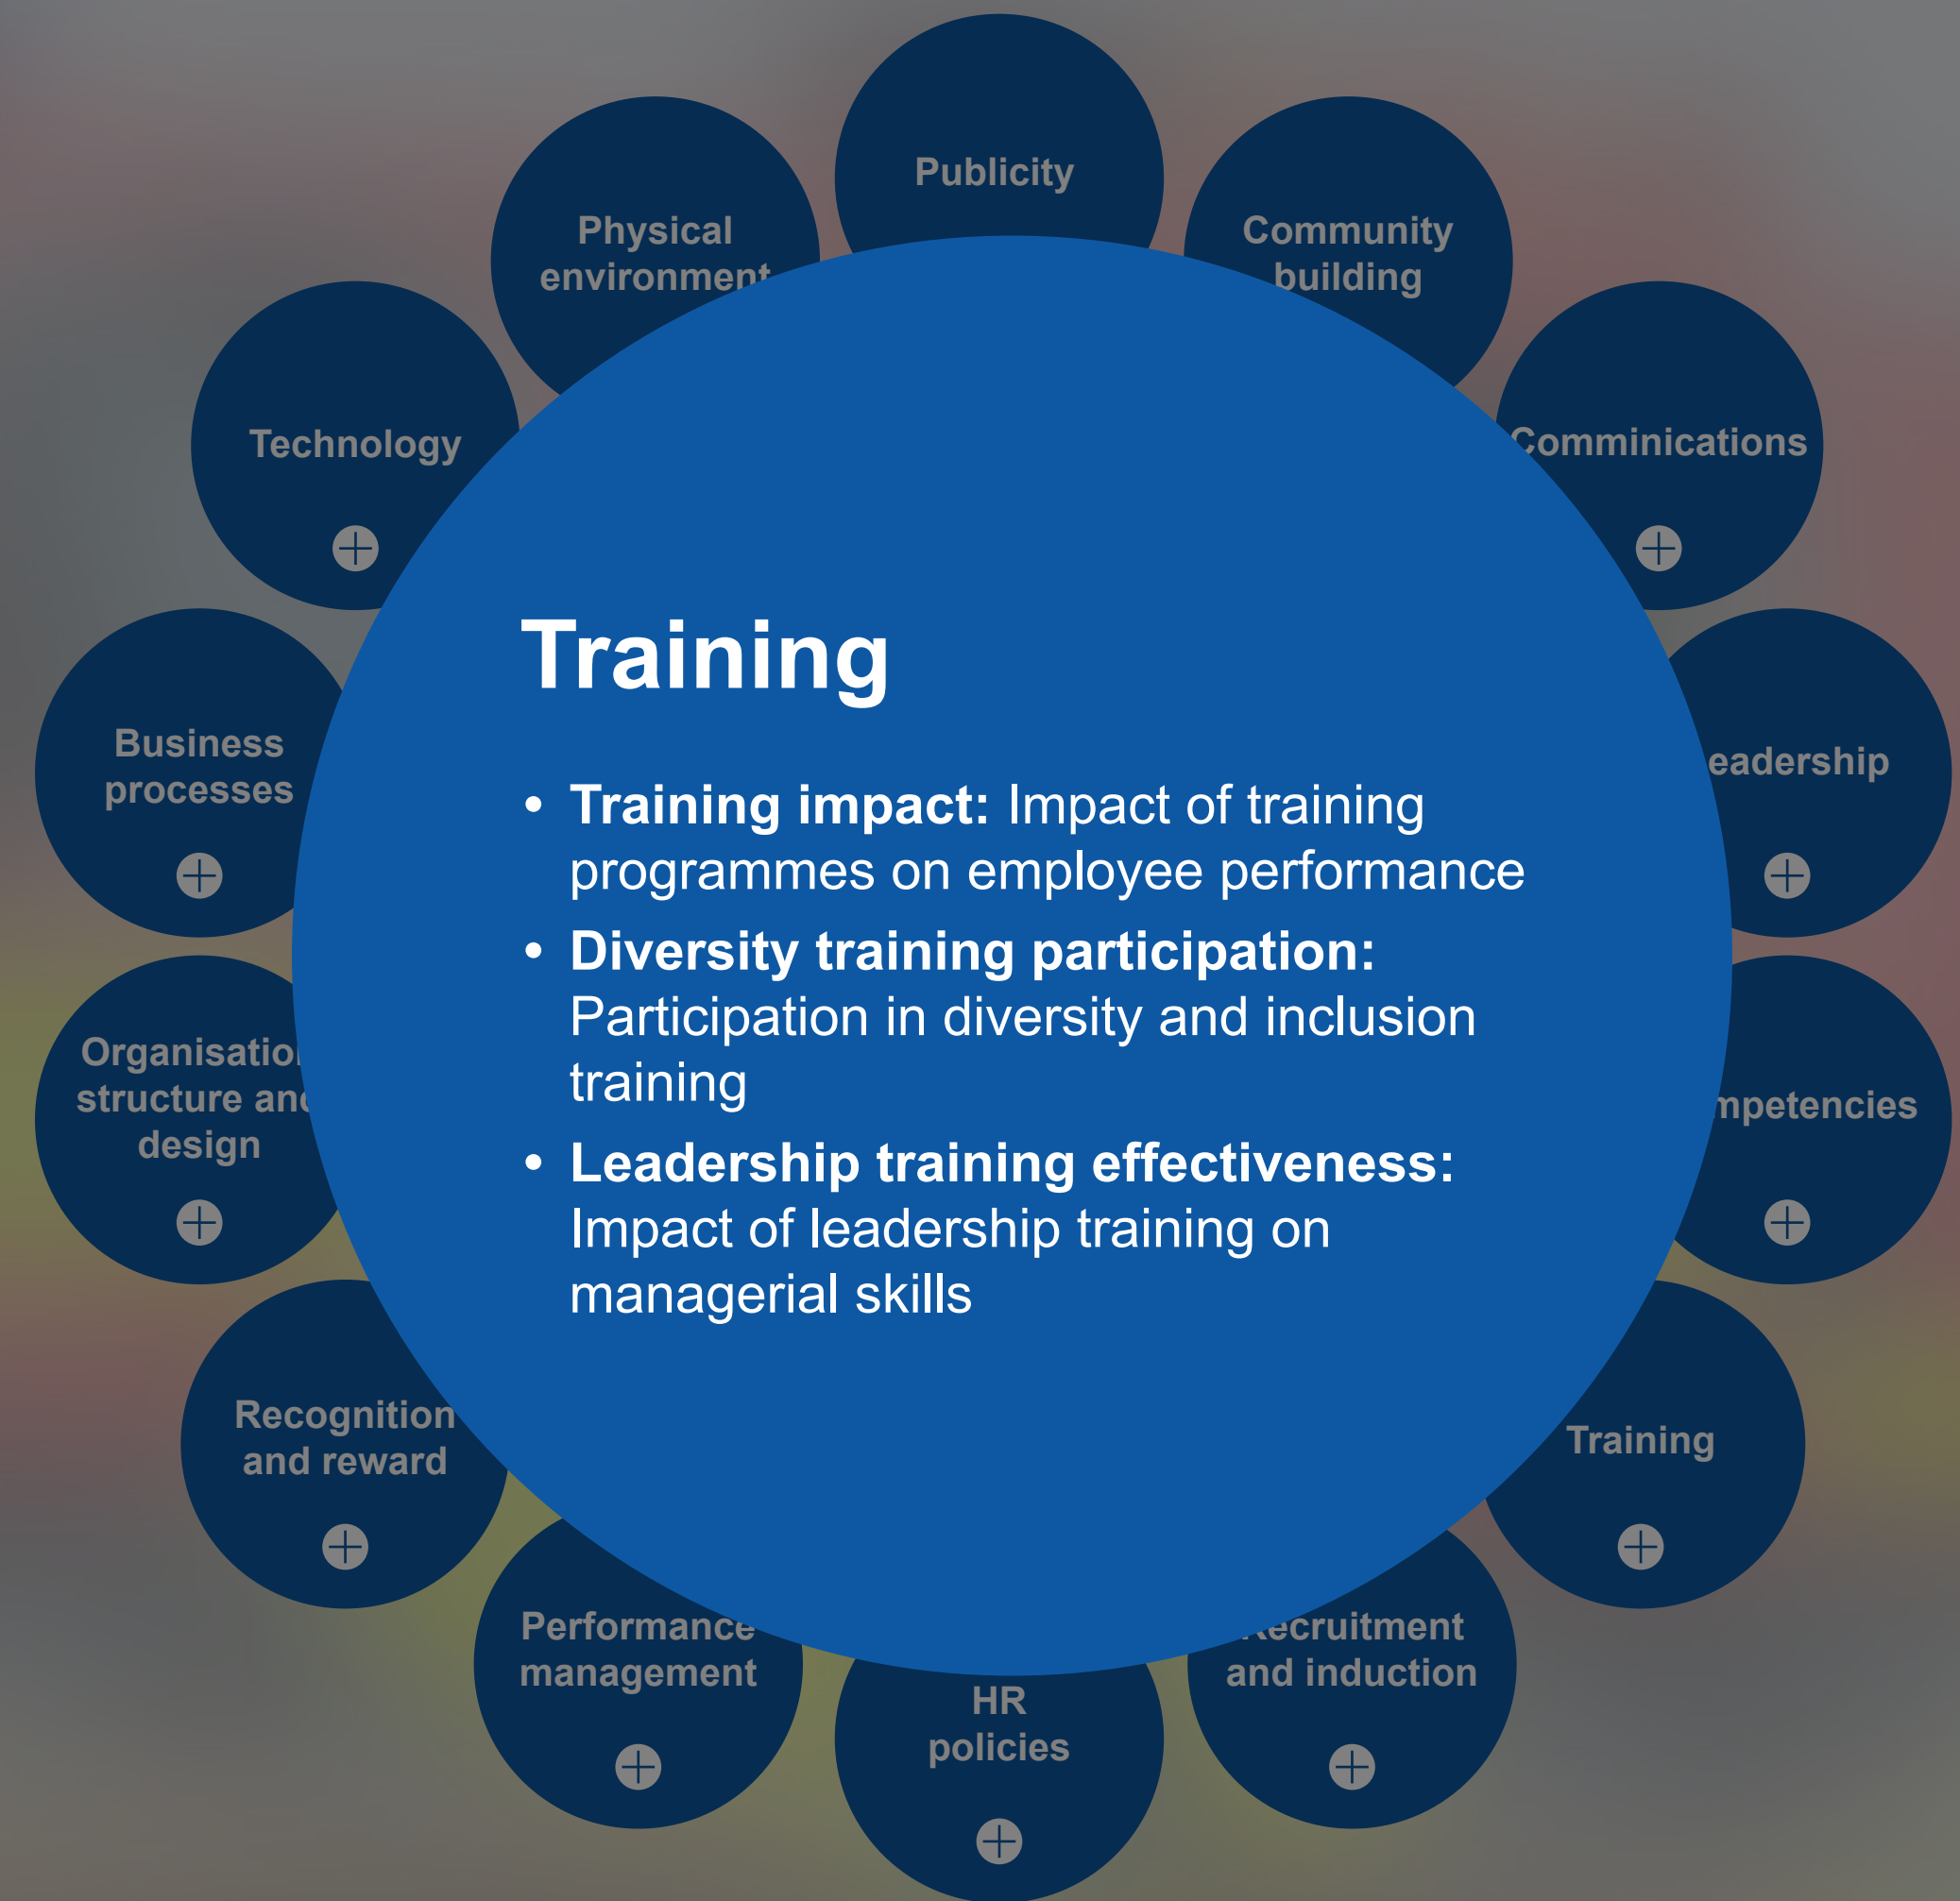 Publicity
Physical
environment
Community
building
Technology
Comminications
Training
Business
processes
eadership
• Training impact: Impact of training
programmes on employee performance
• Diversity training participation:
Participation in diversity and inclusion
training
• Leadership training effectiveness:
Impact of leadership training on
managerial skills
Organisatio
structure and
design
mpetencies
Recognition
and reward
Training
Performance
management
ecruitment
and induction
HR
policies